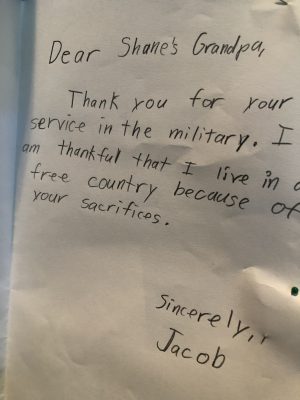 Dear Shane's Grandpa,
Thank you for your
service in the military. I
am thankful that I live in a
free country because of
your sacrifices.
Sincerely,
Jacob